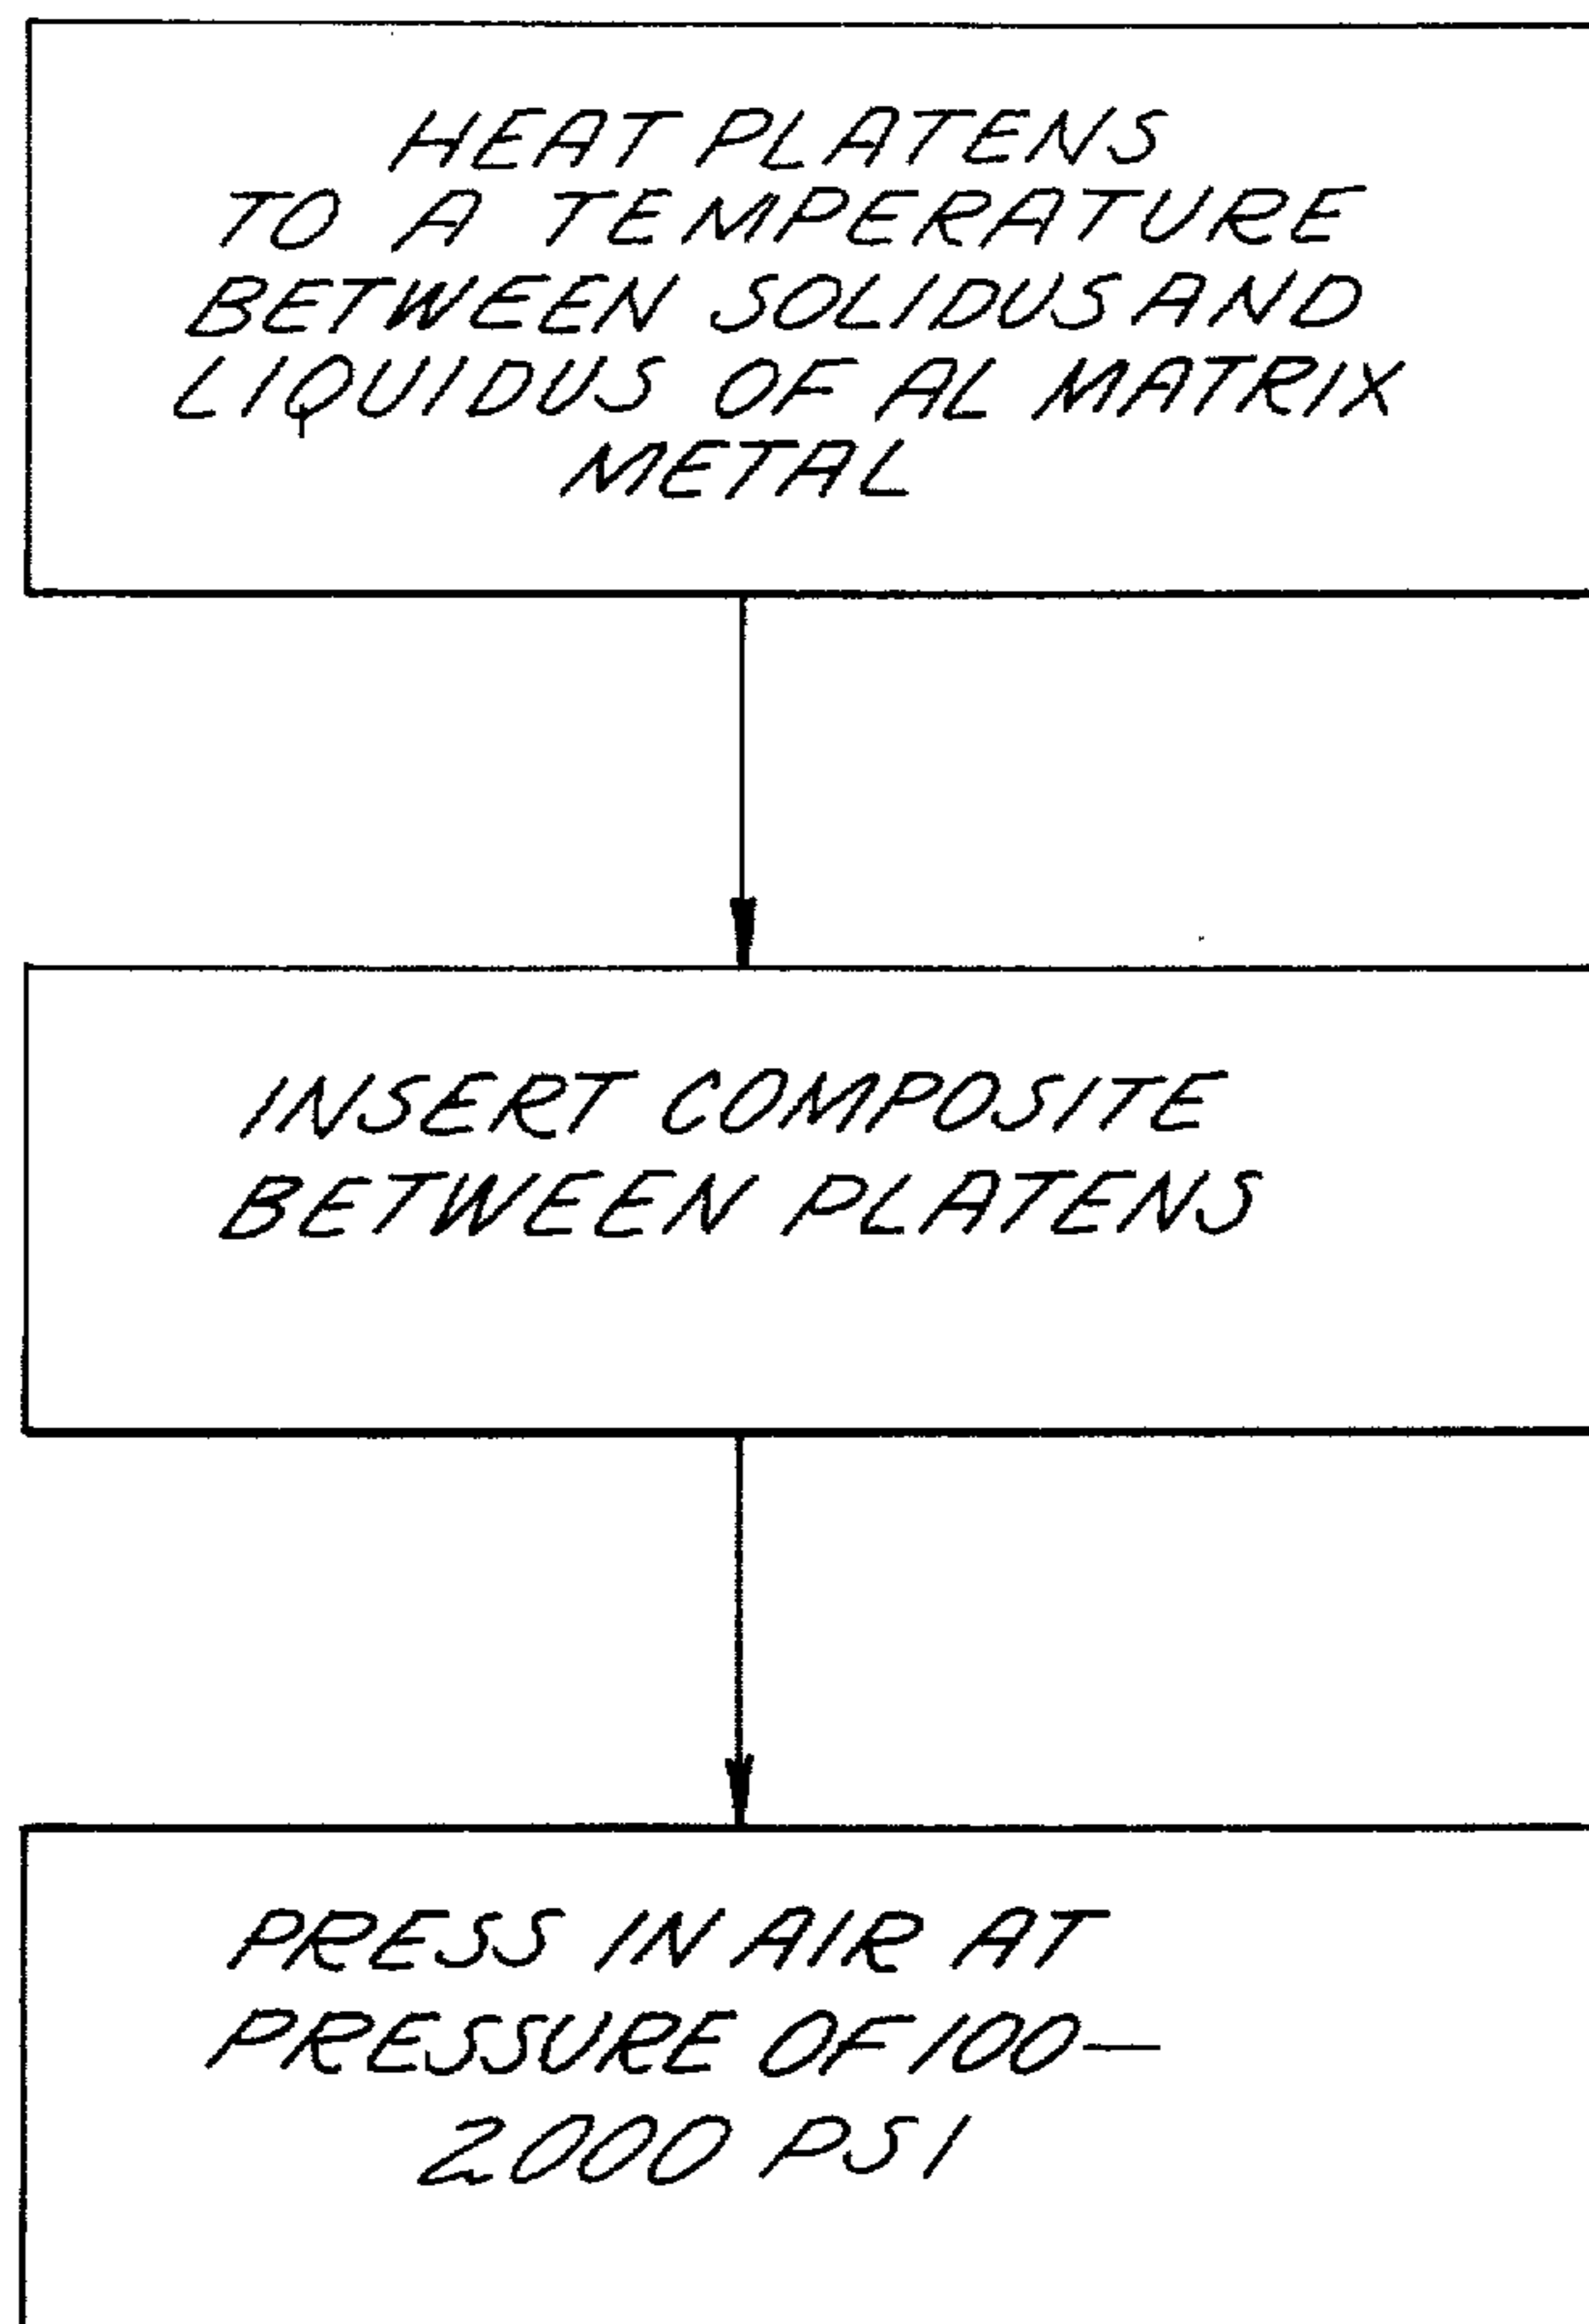 HEAT PLATENS
TO A TEMPERATURE
BETWEEN SOLIDUS AND
LIQUIDUS OF AL MATRIX
METAL
INSERT COMPOSITE
BETWEEN PLATENS
PRESS IN AIR AT
PRESSURE OF 100—
2000 PSI